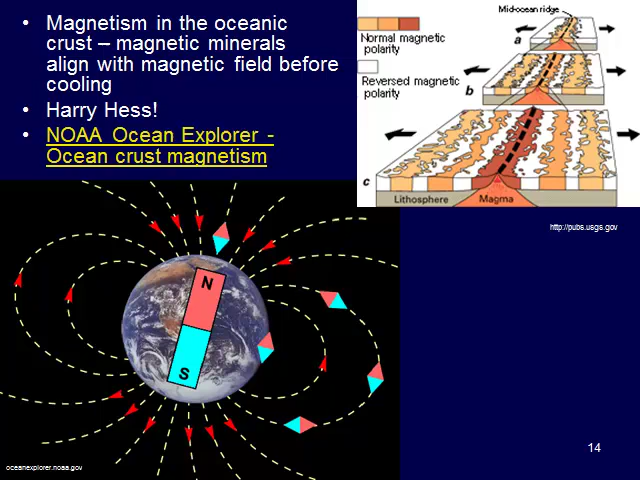 • Magnetism in the oceanic
crust – magnetic minerals
align with magnetic field before
cooling
• Harry Hess!
• NOAA Ocean Explorer -
Ocean crust magnetism
Mid-ocean ridge
Normal magnetic
polarity
Reversed magnetic
polarity
a
b
c
Lithosphere
Magma
http://pubs.usgs.gov
N
S
14
oceanexplorer.noaa.gov